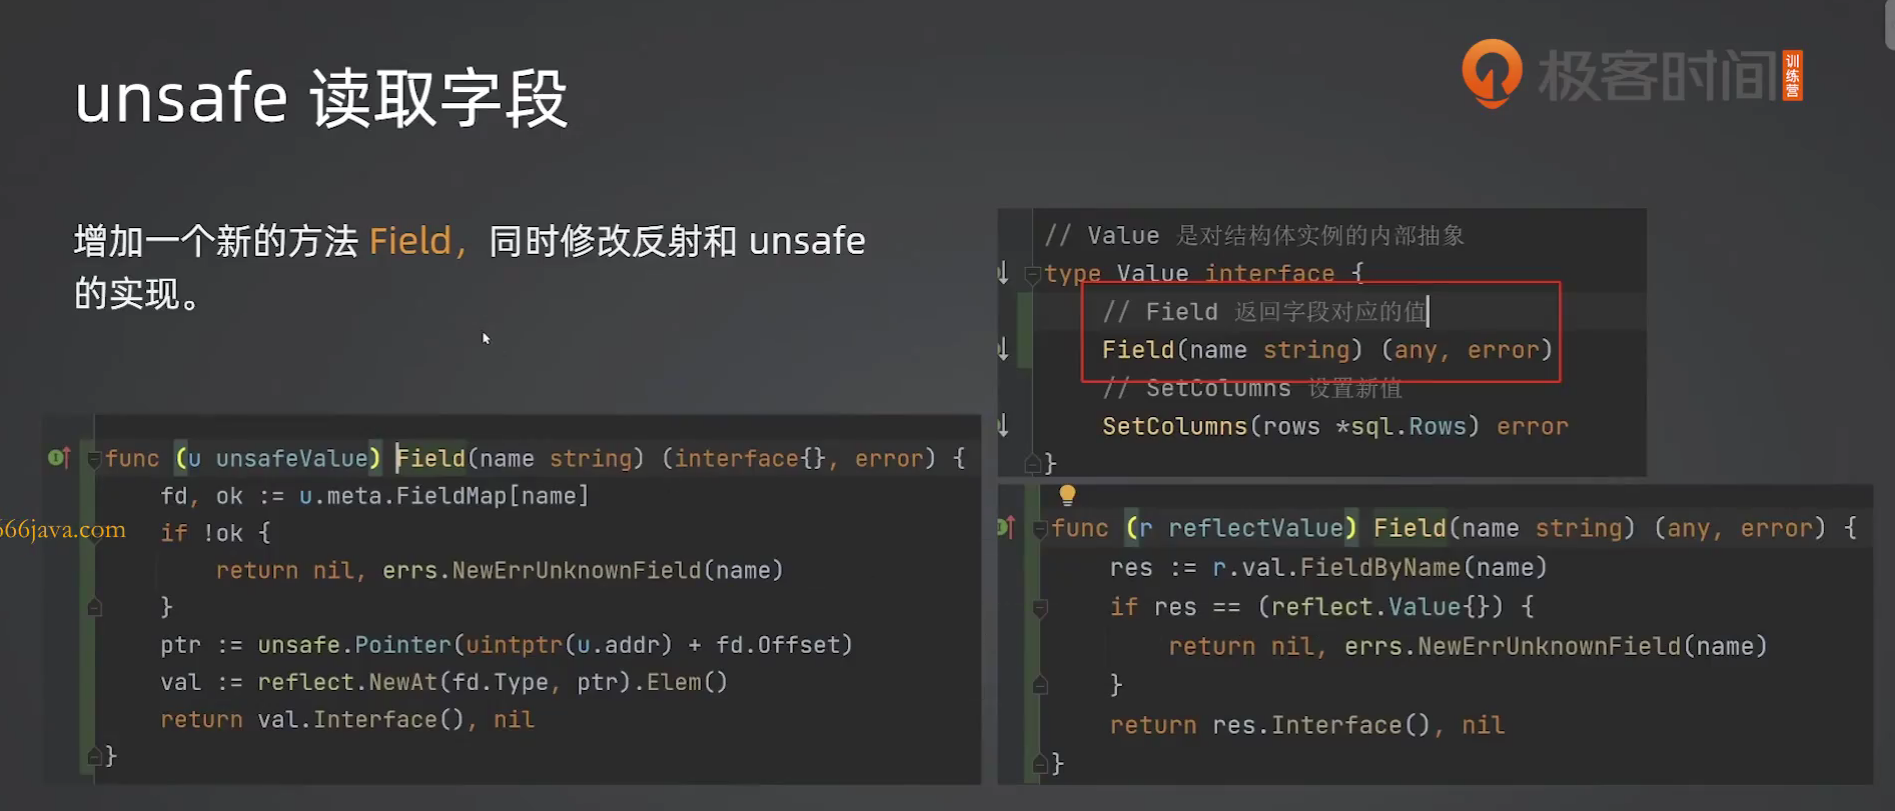 unsafe 读取字段
极客时间
训练营
增加一个新的方法 Field，同时修改反射和 unsafe
的实现。
// Value 是对结构体实例的内部抽象
type Value interface {
// Field 返回字段对应的值
Field(name string) (any, error)
// SetColumns 设置新值
SetColumns(rows *sql.Rows) error
}
func (u unsafeValue) Field(name string) (interface{}, error) {
fd, ok := u.meta.FieldMap[name]
if !ok {
return nil, errs.NewErrUnknownField(name)
}
ptr := unsafe.Pointer(uintptr(u.addr) + fd.Offset)
val := reflect.NewAt(fd.Type, ptr).Elem()
return val.Interface(), nil
}
666java.com
func (r reflectValue) Field(name string) (any, error) {
res := r.val.FieldByName(name)
if res == (reflect.Value{}) {
return nil, errs.NewErrUnknownField(name)
}
return res.Interface(), nil
}